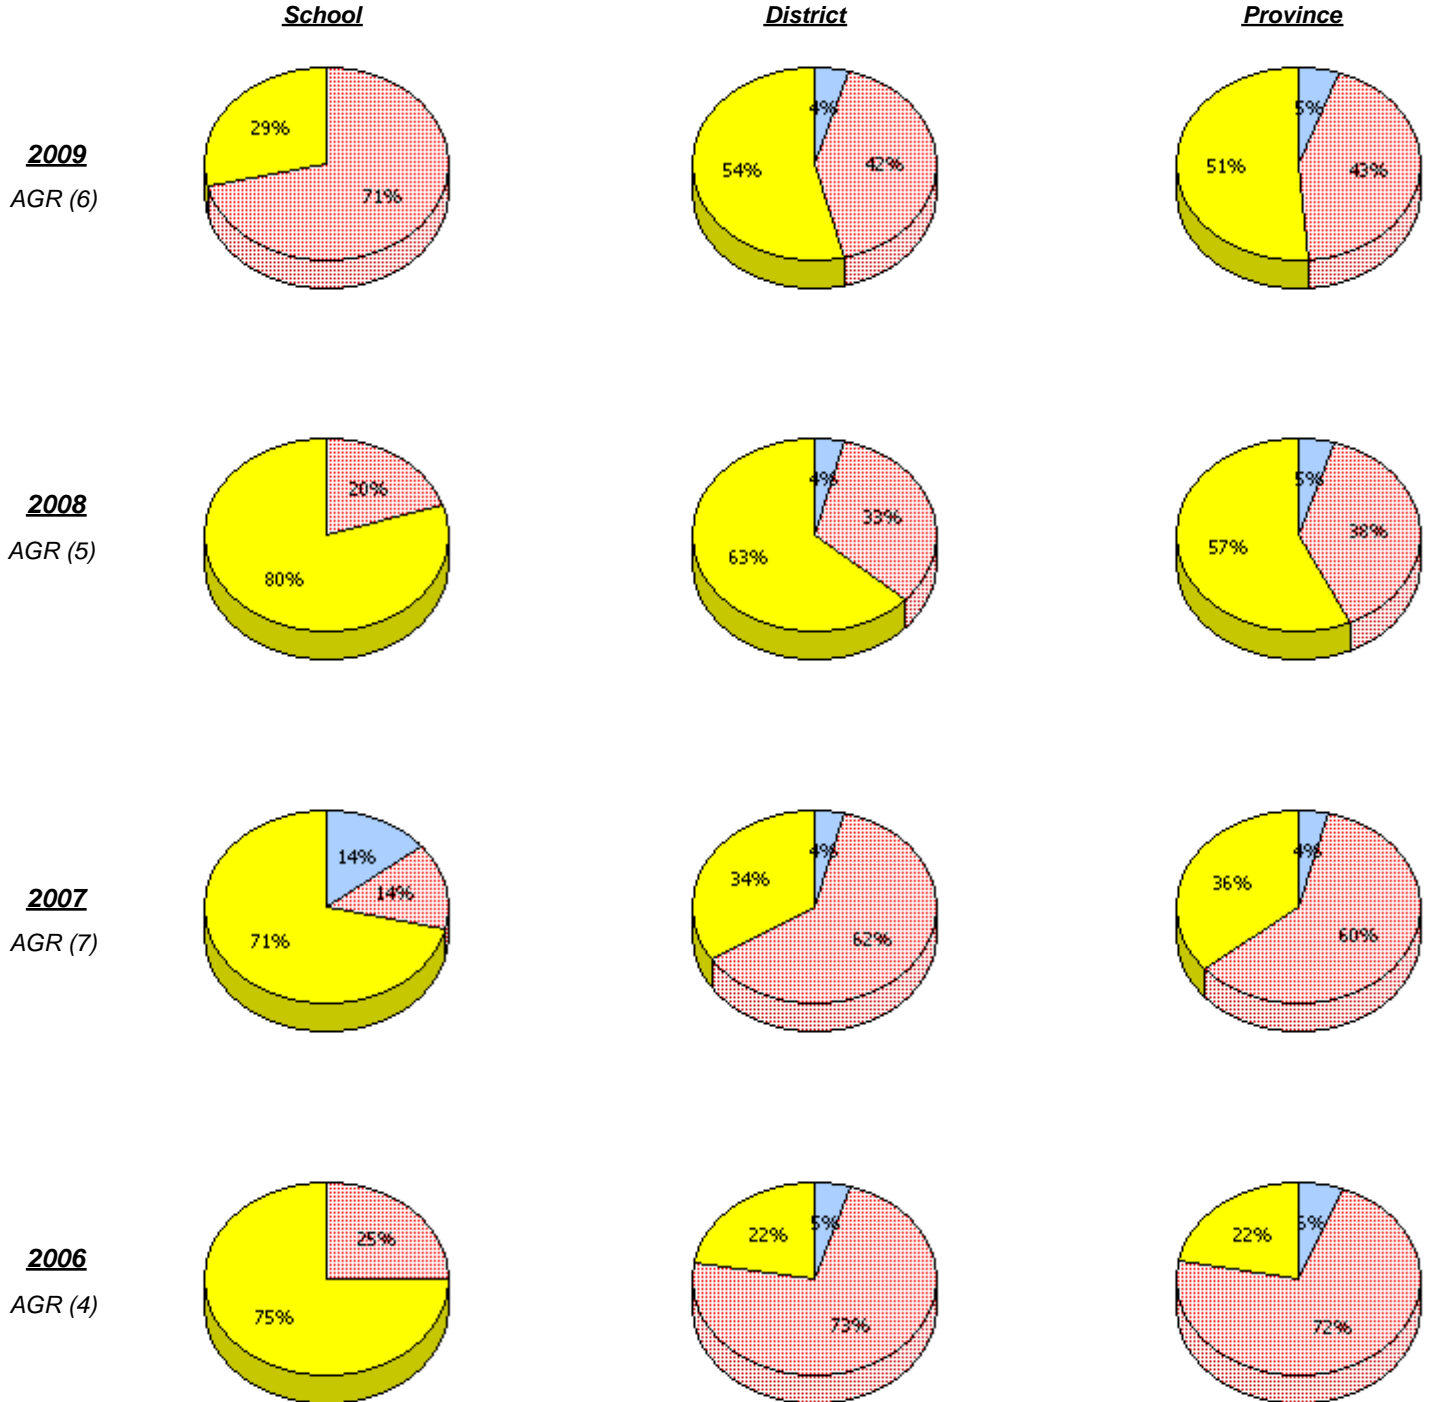 School District Province
29% 71% 4% 42% 54% 5% 43% 51%
2009
AGR (6)
20% 80% 4% 33% 63% 5% 38% 57%
2008
AGR (5)
14% 14% 71% 4% 34% 62% 4% 36% 60%
2007
AGR (7)
25% 75% 5% 22% 73% 22% 72%
2006
AGR (4)